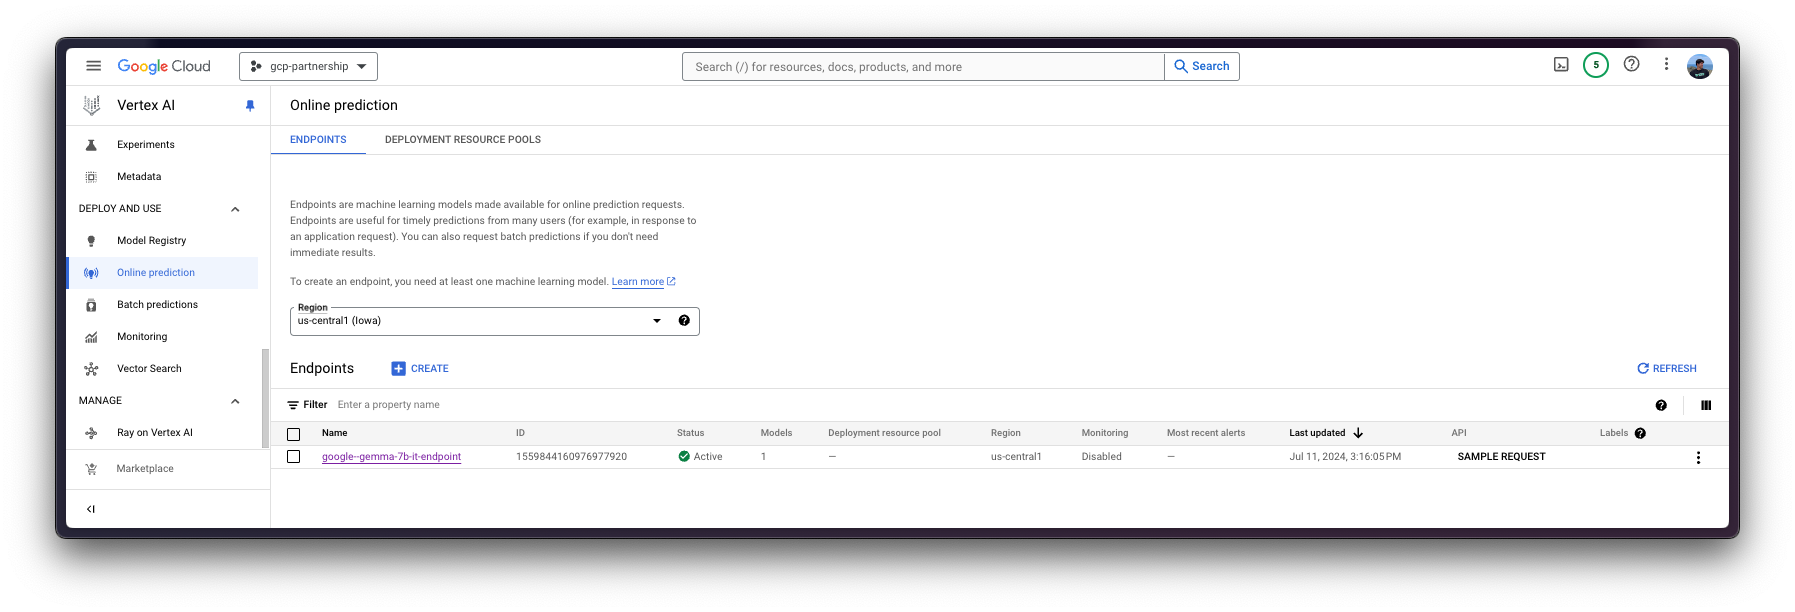 Google Cloud
gcp-partnership
Search (/) for resources, docs, products, and more
Search
5
Vertex AI
Online prediction
Experiments
Metadata
DEPLOY AND USE
Model Registry
Online prediction
Batch predictions
Monitoring
Vector Search
MANAGE
Ray on Vertex AI
Marketplace
ENDPOINTS
DEPLOYMENT RESOURCE POOLS
Endpoints are machine learning models made available for online prediction requests.
Endpoints are useful for timely predictions from many users (for example, in response to
an application request). You can also request batch predictions if you don't need
immediate results.
To create an endpoint, you need at least one machine learning model. Learn more
Region
us-central1 (Iowa)
Endpoints
CREATE
REFRESH
Filter Enter a property name
Name ID Status Models Deployment resource pool Region Monitoring Most recent alerts Last updated API Labels
google--gemma-7b-it-endpoint 1559844160976977920 Active 1 — us-central1 Disabled — Jul 11, 2024, 3:16:05 PM SAMPLE REQUEST